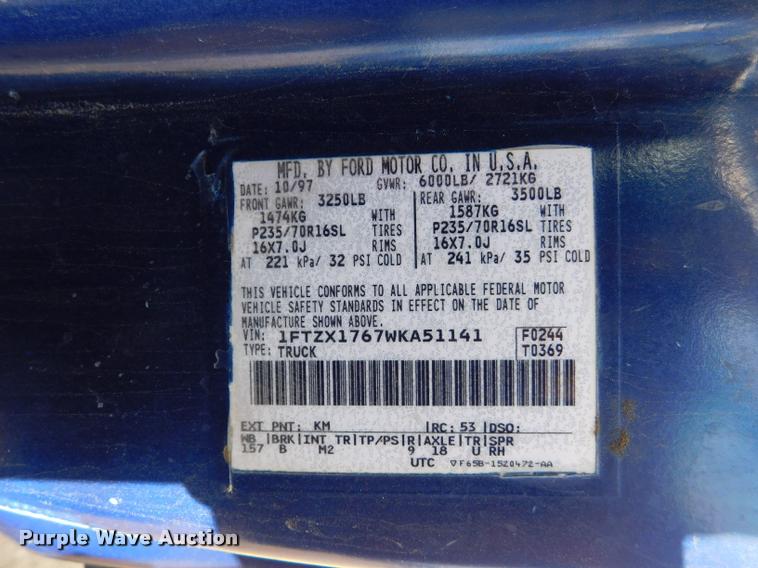 MFD. BY FORD MOTOR CO. IN U.S.A.
DATE: 10/97 GVWR: 6000LB/ 2721KG
FRONT GAWR: 3250LB REAR GAWR: 3500LB
1474KG WITH 1587KG WITH
P235/70R16SL TIRES P235/70R16SL TIRES
16X7.0J RIMS 16X7.0J RIMS
AT 221 kPa/ 32 PSI COLD AT 241 kPa/ 35 PSI COLD
THIS VEHICLE CONFORMS TO ALL APPLICABLE FEDERAL MOTOR
VEHICLE SAFETY STANDARDS IN EFFECT ON THE DATE OF
MANUFACTURE SHOWN ABOVE.
VIN: 1FTZX1767WKA51141 F0244
TYPE: TRUCK T0369
EXT PNT: KM RC: 53 DSO:
WB BRK INT TR TP/PS R AXLE TR SPR
157 B M2 9 18 U RH
UTC ▽F65B-1520472-AA
Purple Wave Auction